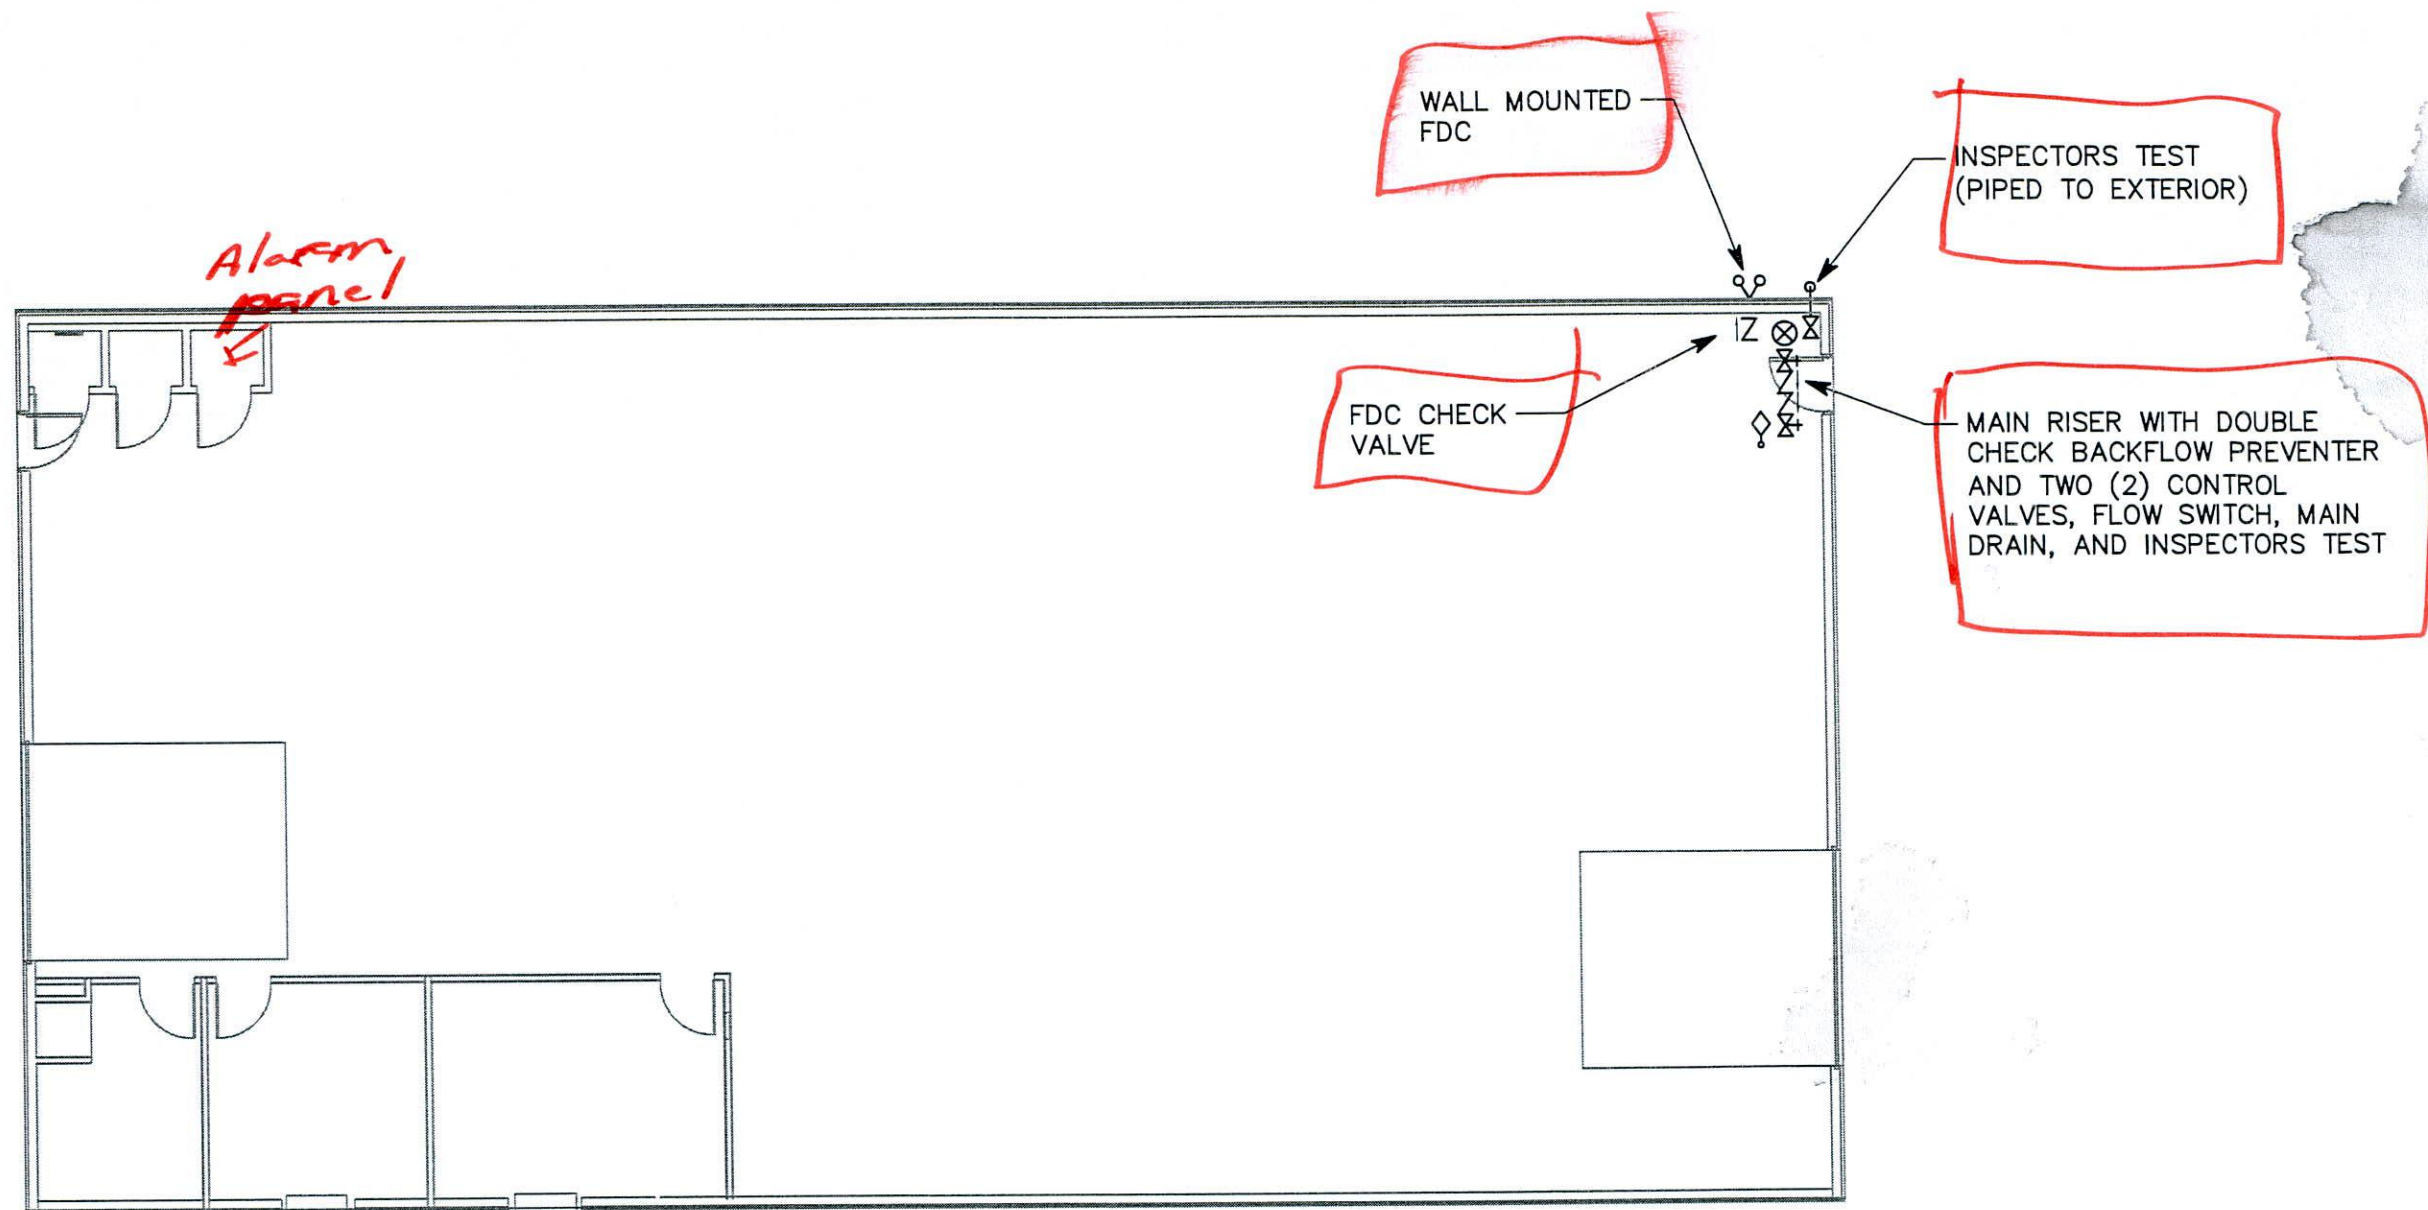 WALL MOUNTED
FDC
INSPECTORS TEST
(PIPED TO EXTERIOR)
Alarm
panel
FDC CHECK
VALVE
MAIN RISER WITH DOUBLE
CHECK BACKFLOW PREVENTER
AND TWO (2) CONTROL
VALVES, FLOW SWITCH, MAIN
DRAIN, AND INSPECTORS TEST